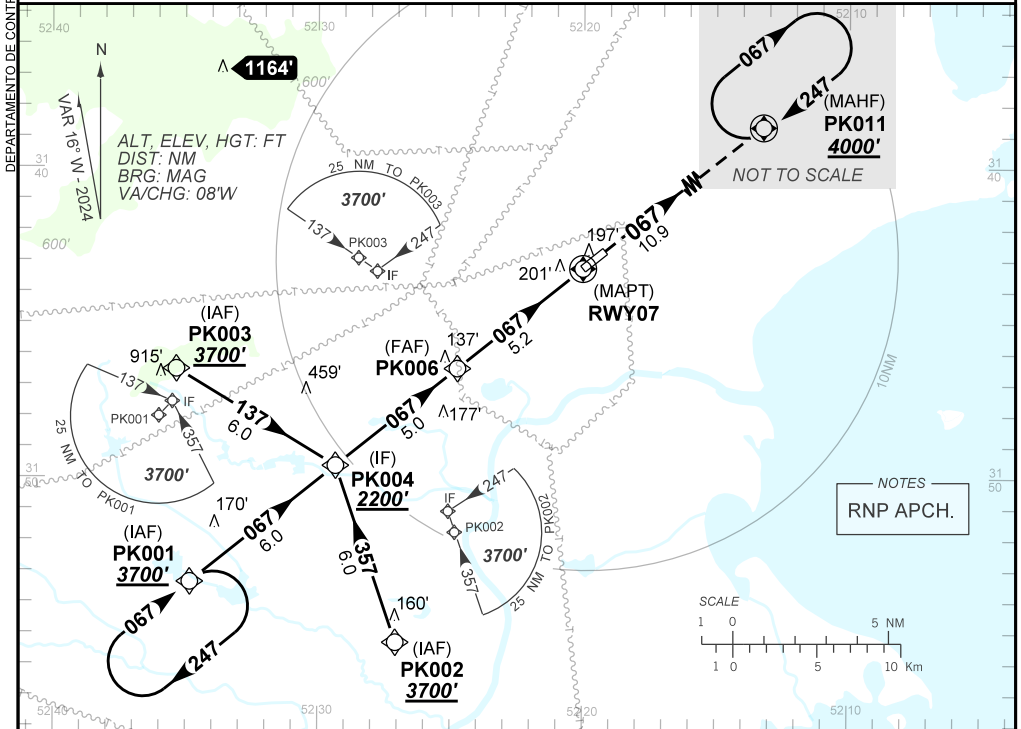 DEPARTAMENTO DE CONTR
52 40
52 30
52 20
52 10
N
VAR 16° W - 2024
1164'
600'
ALT, ELEV, HGT: FT
DIST: NM
BRG: MAG
VA/CHG: 08'W
600'
31
40
31
40
067
247
(MAHF)
PK011
4000'
NOT TO SCALE
25 NM TO PK003
3700'
137
247
PK003
IF
067
10.9
197'
201'
(MAPT)
RWY07
(IAF)
PK003
3700'
915'
137
6.0
459'
(FAF)
PK006
137'
067
5.2
067
5.0
177'
10NM
137
IF
PK001
357
3700'
25 NM TO PK001
(IF)
PK004
2200'
31
50
31
50
170'
067
6.0
(IAF)
PK001
3700'
067
247
357
6.0
160'
(IAF)
PK002
3700'
IF
247
PK002
357
3700'
25 NM TO PK002
NOTES
RNP APCH.
SCALE
1 0 5 NM
1 0 5 10 Km
52 40
52 30
52 20
52 10